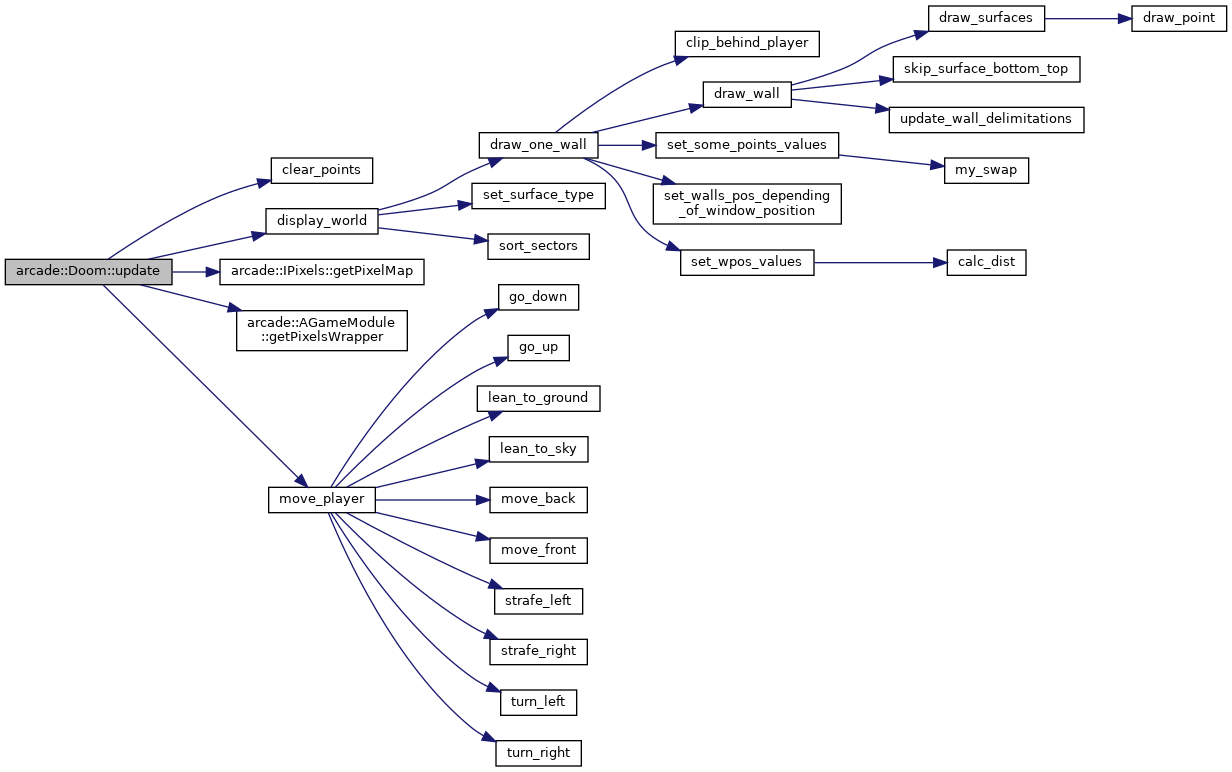 draw_surfaces
draw_point
clip_behind_player
skip_surface_bottom_top
draw_wall
update_wall_delimitations
draw_one_wall
set_some_points_values
clear_points
my_swap
set_surface_type
set_walls_pos_depending
_of_window_position
display_world
sort_sectors
set_wpos_values
calc_dist
arcade::Doom::update
arcade::IPixels::getPixelMap
go_down
arcade::AGameModule
::getPixelsWrapper
go_up
lean_to_ground
lean_to_sky
move_player
move_back
move_front
strafe_left
strafe_right
turn_left
turn_right